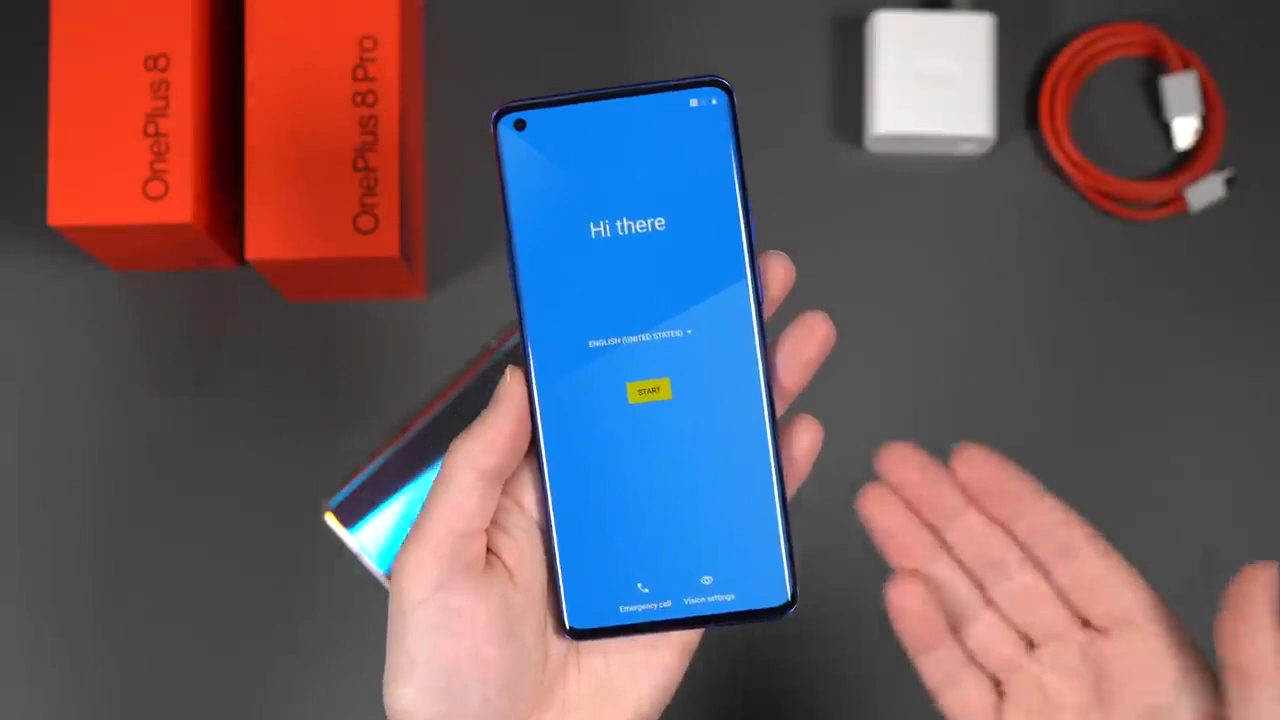 OnePlus 8
OnePlus 8 Pro
Hi there
ENGLISH (UNITED STATES)
START
Emergency call
Vision settings